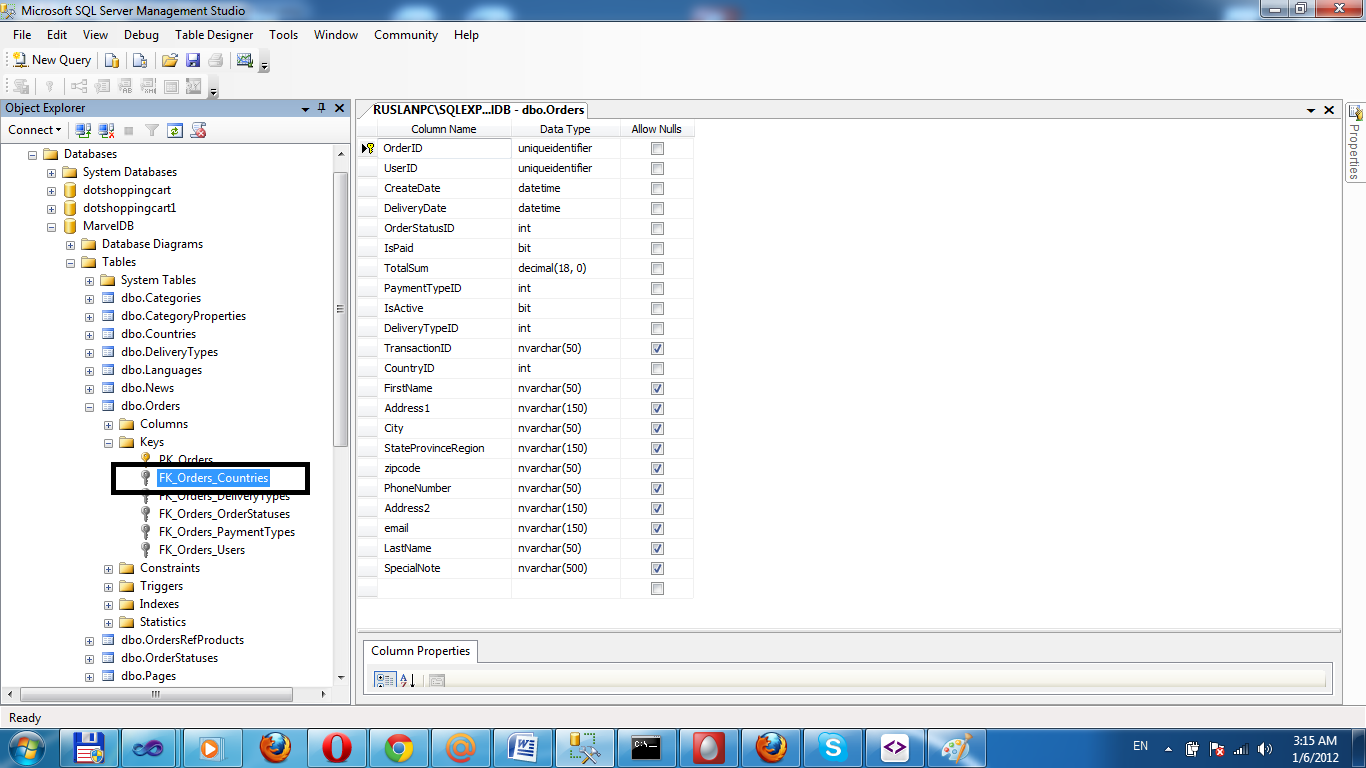 Microsoft SQL Server Management Studio
File Edit View Debug Table Designer Tools Window Community Help
New Query
Object Explorer
Connect
Databases
System Databases
dotshoppingcart
dotshoppingcart1
MarvelDB
Database Diagrams
Tables
System Tables
dbo.Categories
dbo.CategoryProperties
dbo.Countries
dbo.DeliveryTypes
dbo.Languages
dbo.News
dbo.Orders
Columns
Keys
PK_Orders
FK_Orders_Countries
FK_Orders_DeliveryTypes
FK_Orders_OrderStatuses
FK_Orders_PaymentTypes
FK_Orders_Users
Constraints
Triggers
Indexes
Statistics
dbo.OrdersRefProducts
dbo.OrderStatuses
dbo.Pages
RUSLANPC\SQLEXP...IDB - dbo.Orders
Column Name Data Type Allow Nulls
OrderID uniqueidentifier
UserID uniqueidentifier
CreateDate datetime
DeliveryDate datetime
OrderStatusID int
IsPaid bit
TotalSum decimal(18, 0)
PaymentTypeID int
IsActive bit
DeliveryTypeID int
TransactionID nvarchar(50)
CountryID int
FirstName nvarchar(50)
Address1 nvarchar(150)
City nvarchar(50)
StateProvinceRegion nvarchar(150)
zipcode nvarchar(50)
PhoneNumber nvarchar(50)
Address2 nvarchar(150)
email nvarchar(150)
LastName nvarchar(50)
SpecialNote nvarchar(500)
Column Properties
Properties
Ready
EN
3:15 AM
1/6/2012